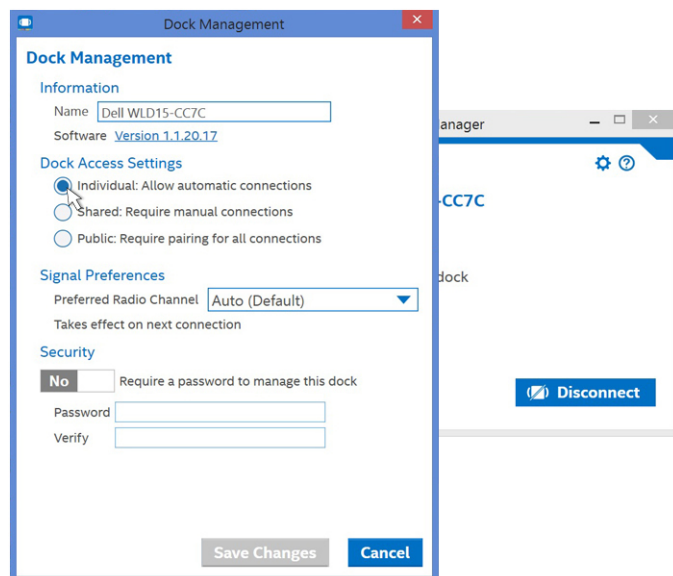 Dock Management
Dock Management
Information
Name Dell WLD15-CC7C
Software Version 1.1.20.17
Dock Access Settings
Individual: Allow automatic connections
Shared: Require manual connections
Public: Require pairing for all connections
Signal Preferences
Preferred Radio Channel Auto (Default)
Takes effect on next connection
Security
No Require a password to manage this dock
Password
Verify
Save Changes Cancel
anager
-CC7C
dock
Disconnect